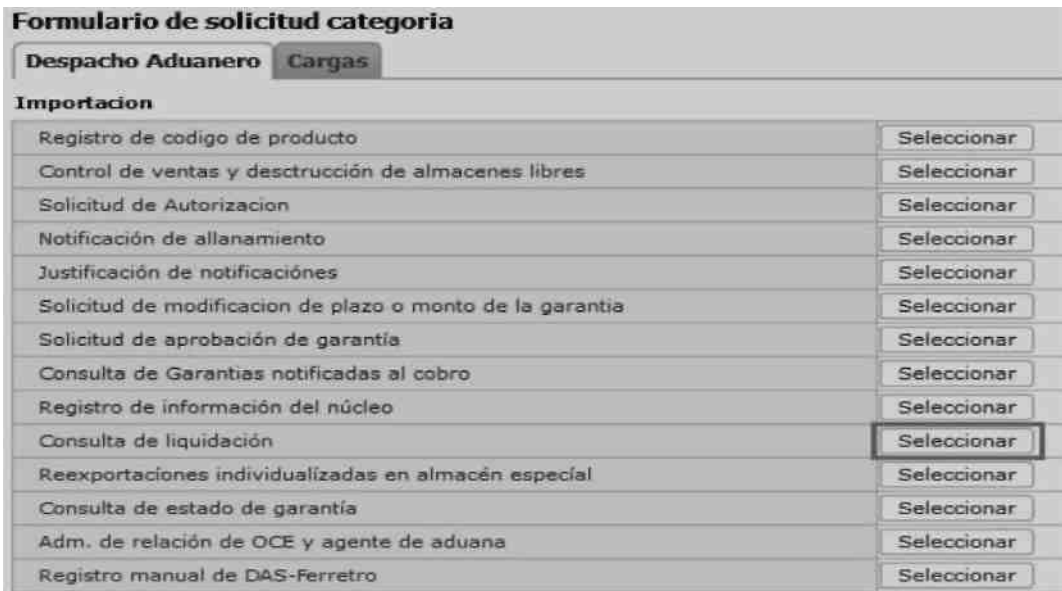 Formulario de solicitud categoria
Despacho Aduanero Cargas
Importacion
Registro de codigo de producto Seleccionar
Control de ventas y desctrucción de almacenes libres Seleccionar
Solicitud de Autorizacion Seleccionar
Notificación de allanamiento Seleccionar
Justificación de notificaciónes Seleccionar
Solicitud de modificacion de plazo o monto de la garantia Seleccionar
Solicitud de aprobación de garantía Seleccionar
Consulta de Garantias notificadas al cobro Seleccionar
Registro de información del núcleo Seleccionar
Consulta de liquidación Seleccionar
Reexportaciones individualizadas en almacén especíal Seleccionar
Consulta de estado de garantía Seleccionar
Adm. de relación de OCE y agente de aduana Seleccionar
Registro manual de DAS-Ferretro Seleccionar